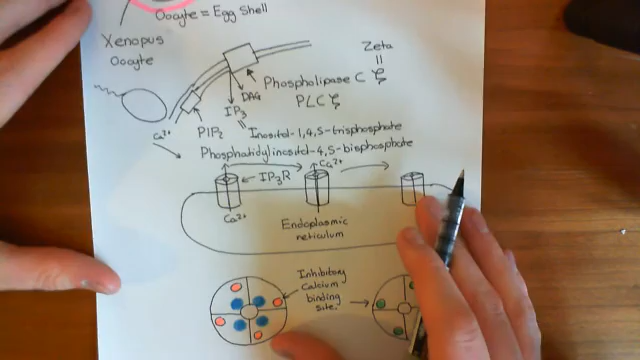 Oocyte = Egg Shell
Xenopus
Oocyte
Zeta
=
ξ
Phospholipase C
PLC ξ
DAG
IP3
=
Inositol-1,4,5-trisphosphate
PIP2
Phosphatidylinositol-4,5-bisphosphate
Ca2+
IP3R
Ca2+
Ca2+
Endoplasmic
reticulum
Inhibitory
Calcium
binding
site.